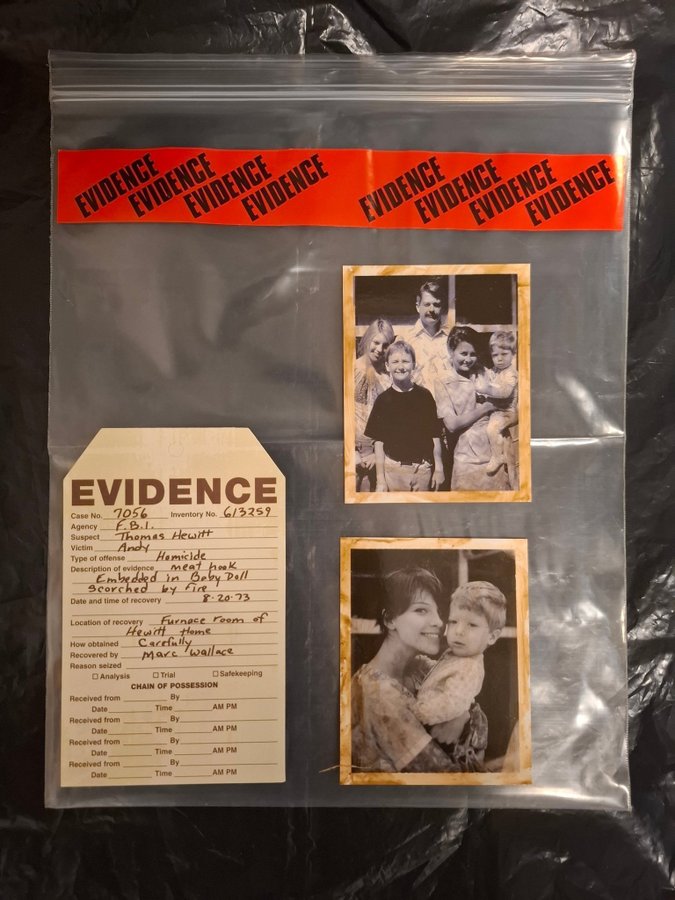 EVIDENCE EVIDENCE EVIDENCE EVIDENCE EVIDENCE EVIDENCE EVIDENCE EVIDENCE
EVIDENCE
Case No. 7056 Inventory No. 613259
Agency F.B.I.
Suspect Thomas Hewitt
Victim Andy
Type of offense Homicide
Description of evidence meat hook
Embedded in Baby Doll
Scorched by Fire
Date and time of recovery 8-20-73
Location of recovery Furnace room of
Hewitt Home
How obtained Carefully
Recovered by Marc Wallace
Reason seized
Analysis Trial Safekeeping
CHAIN OF POSSESSION
Received from By
Date Time AM PM
Received from By
Date Time AM PM
Received from By
Date Time AM PM
Received from By
Date Time AM PM